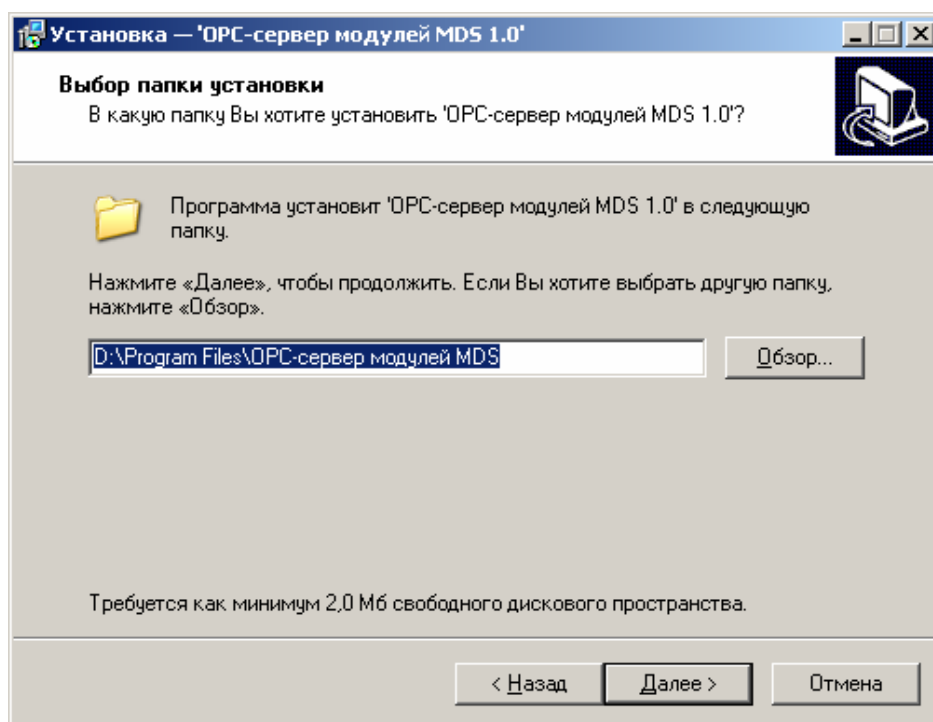 Установка — 'OPC-сервер модулей MDS 1.0'
Выбор папки установки
В какую папку Вы хотите установить 'OPC-сервер модулей MDS 1.0'?
Программа установит 'OPC-сервер модулей MDS 1.0' в следующую
папку.
Нажмите «Далее», чтобы продолжить. Если Вы хотите выбрать другую папку,
нажмите «Обзор».
D:\Program Files\OPC-сервер модулей MDS
Обзор...
Требуется как минимум 2,0 Мб свободного дискового пространства.
< Назад
Далее >
Отмена